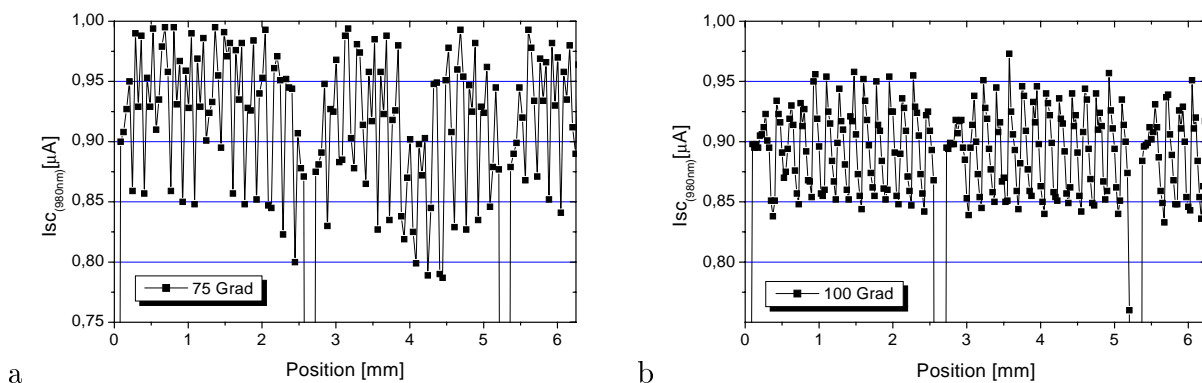 1,00
0,95
0,90
0,85
0,80
0,75
Isc(980nm)[µA]
75 Grad
0 1 2 3 4 5 6
Position [mm]
a
1,00
0,95
0,90
0,85
0,80
Isc(980nm)[µA]
100 Grad
0 1 2 3 4 5 6
Position [mm]
b